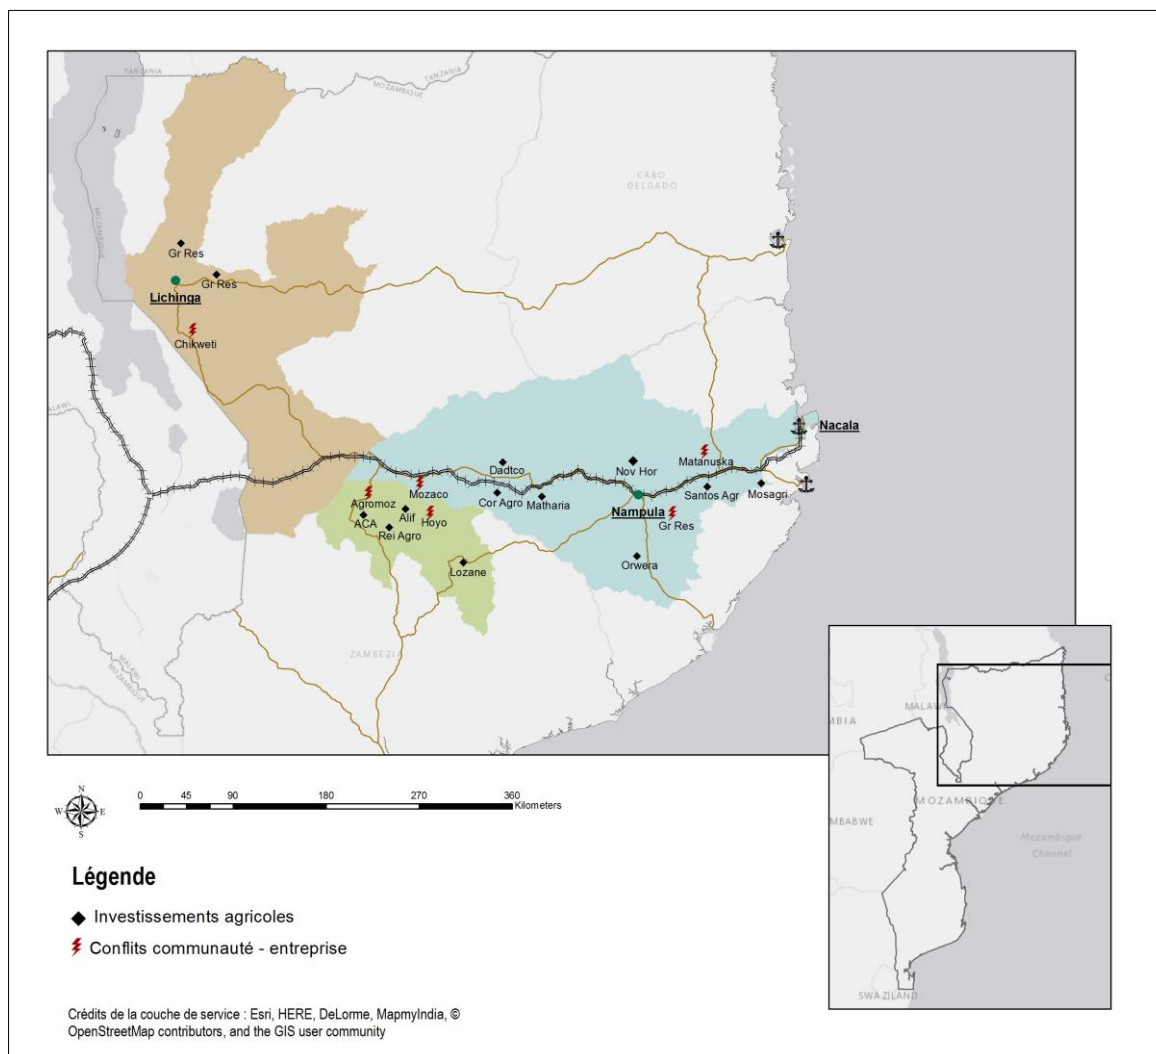 TANZANIA
TANZANIA
MOZAMBIQUE
CABO
DELGADO
MOZAMBIQUE
Gr Res
Gr Res
Lichinga
Chikweti
MALAWI
Nacala
Matanuska
Dadtco
Nov Hor
Mozaco
Agromoz
Cor Agro
Matharia
Santos Agr
Mosagri
Nampula
ACA
Alif
Hoyo
Gr Res
Rei Agro
Lozane
Orwera
ZAMBÉZIA
MALAWI
MOZAMBIQUE
MALAWI
MBIA
MOZAMBIQUE
MBABWE
Mozambique
Channel
SWAZILAND
N
W E
S
0 45 90 180 270 360
Kilometers
Légende
Investissements agricoles
Conflits communauté - entreprise
Crédits de la couche de service : Esri, HERE, DeLorme, MapmyIndia, ©
OpenStreetMap contributors, and the GIS user community